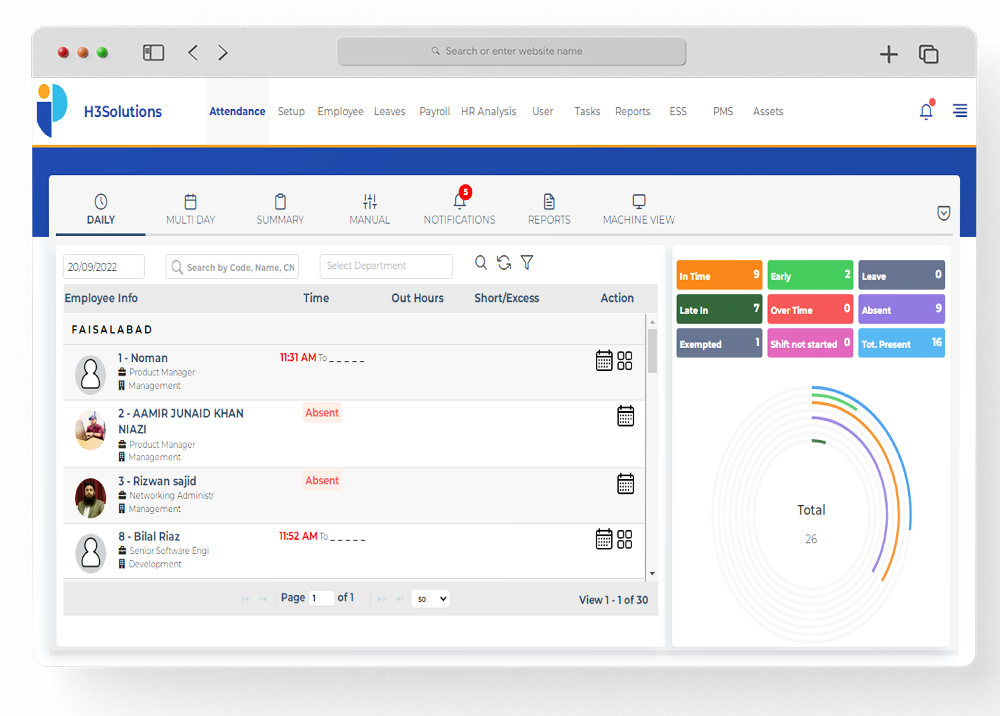 Search or enter website name
H3Solutions
Attendance Setup Employee Leaves Payroll HR Analysis User Tasks Reports ESS PMS Assets
5
DAILY MULTI DAY SUMMARY MANUAL NOTIFICATIONS REPORTS MACHINE VIEW
20/09/2022 Search by Code, Name, CN Select Department
Employee Info Time Out Hours Short/Excess Action
FAISALABAD
1 - Noman 11:31 AM To _ _ _ _ _
Product Manager
Management
2 - AAMIR JUNAID KHAN Absent
NIAZI
Product Manager
Management
3 - Rizwan sajid Absent
Networking Administr
Management
8 - Bilal Riaz 11:52 AM To _ _ _ _ _
Senior Software Engi
Development
Page 1 of 1 50 View 1 - 1 of 30
In Time 9 Early 2 Leave 0
Late In 7 Over Time 0 Absent 9
Exempted 1 Shift not started 0 Tot. Present 16
Total
26